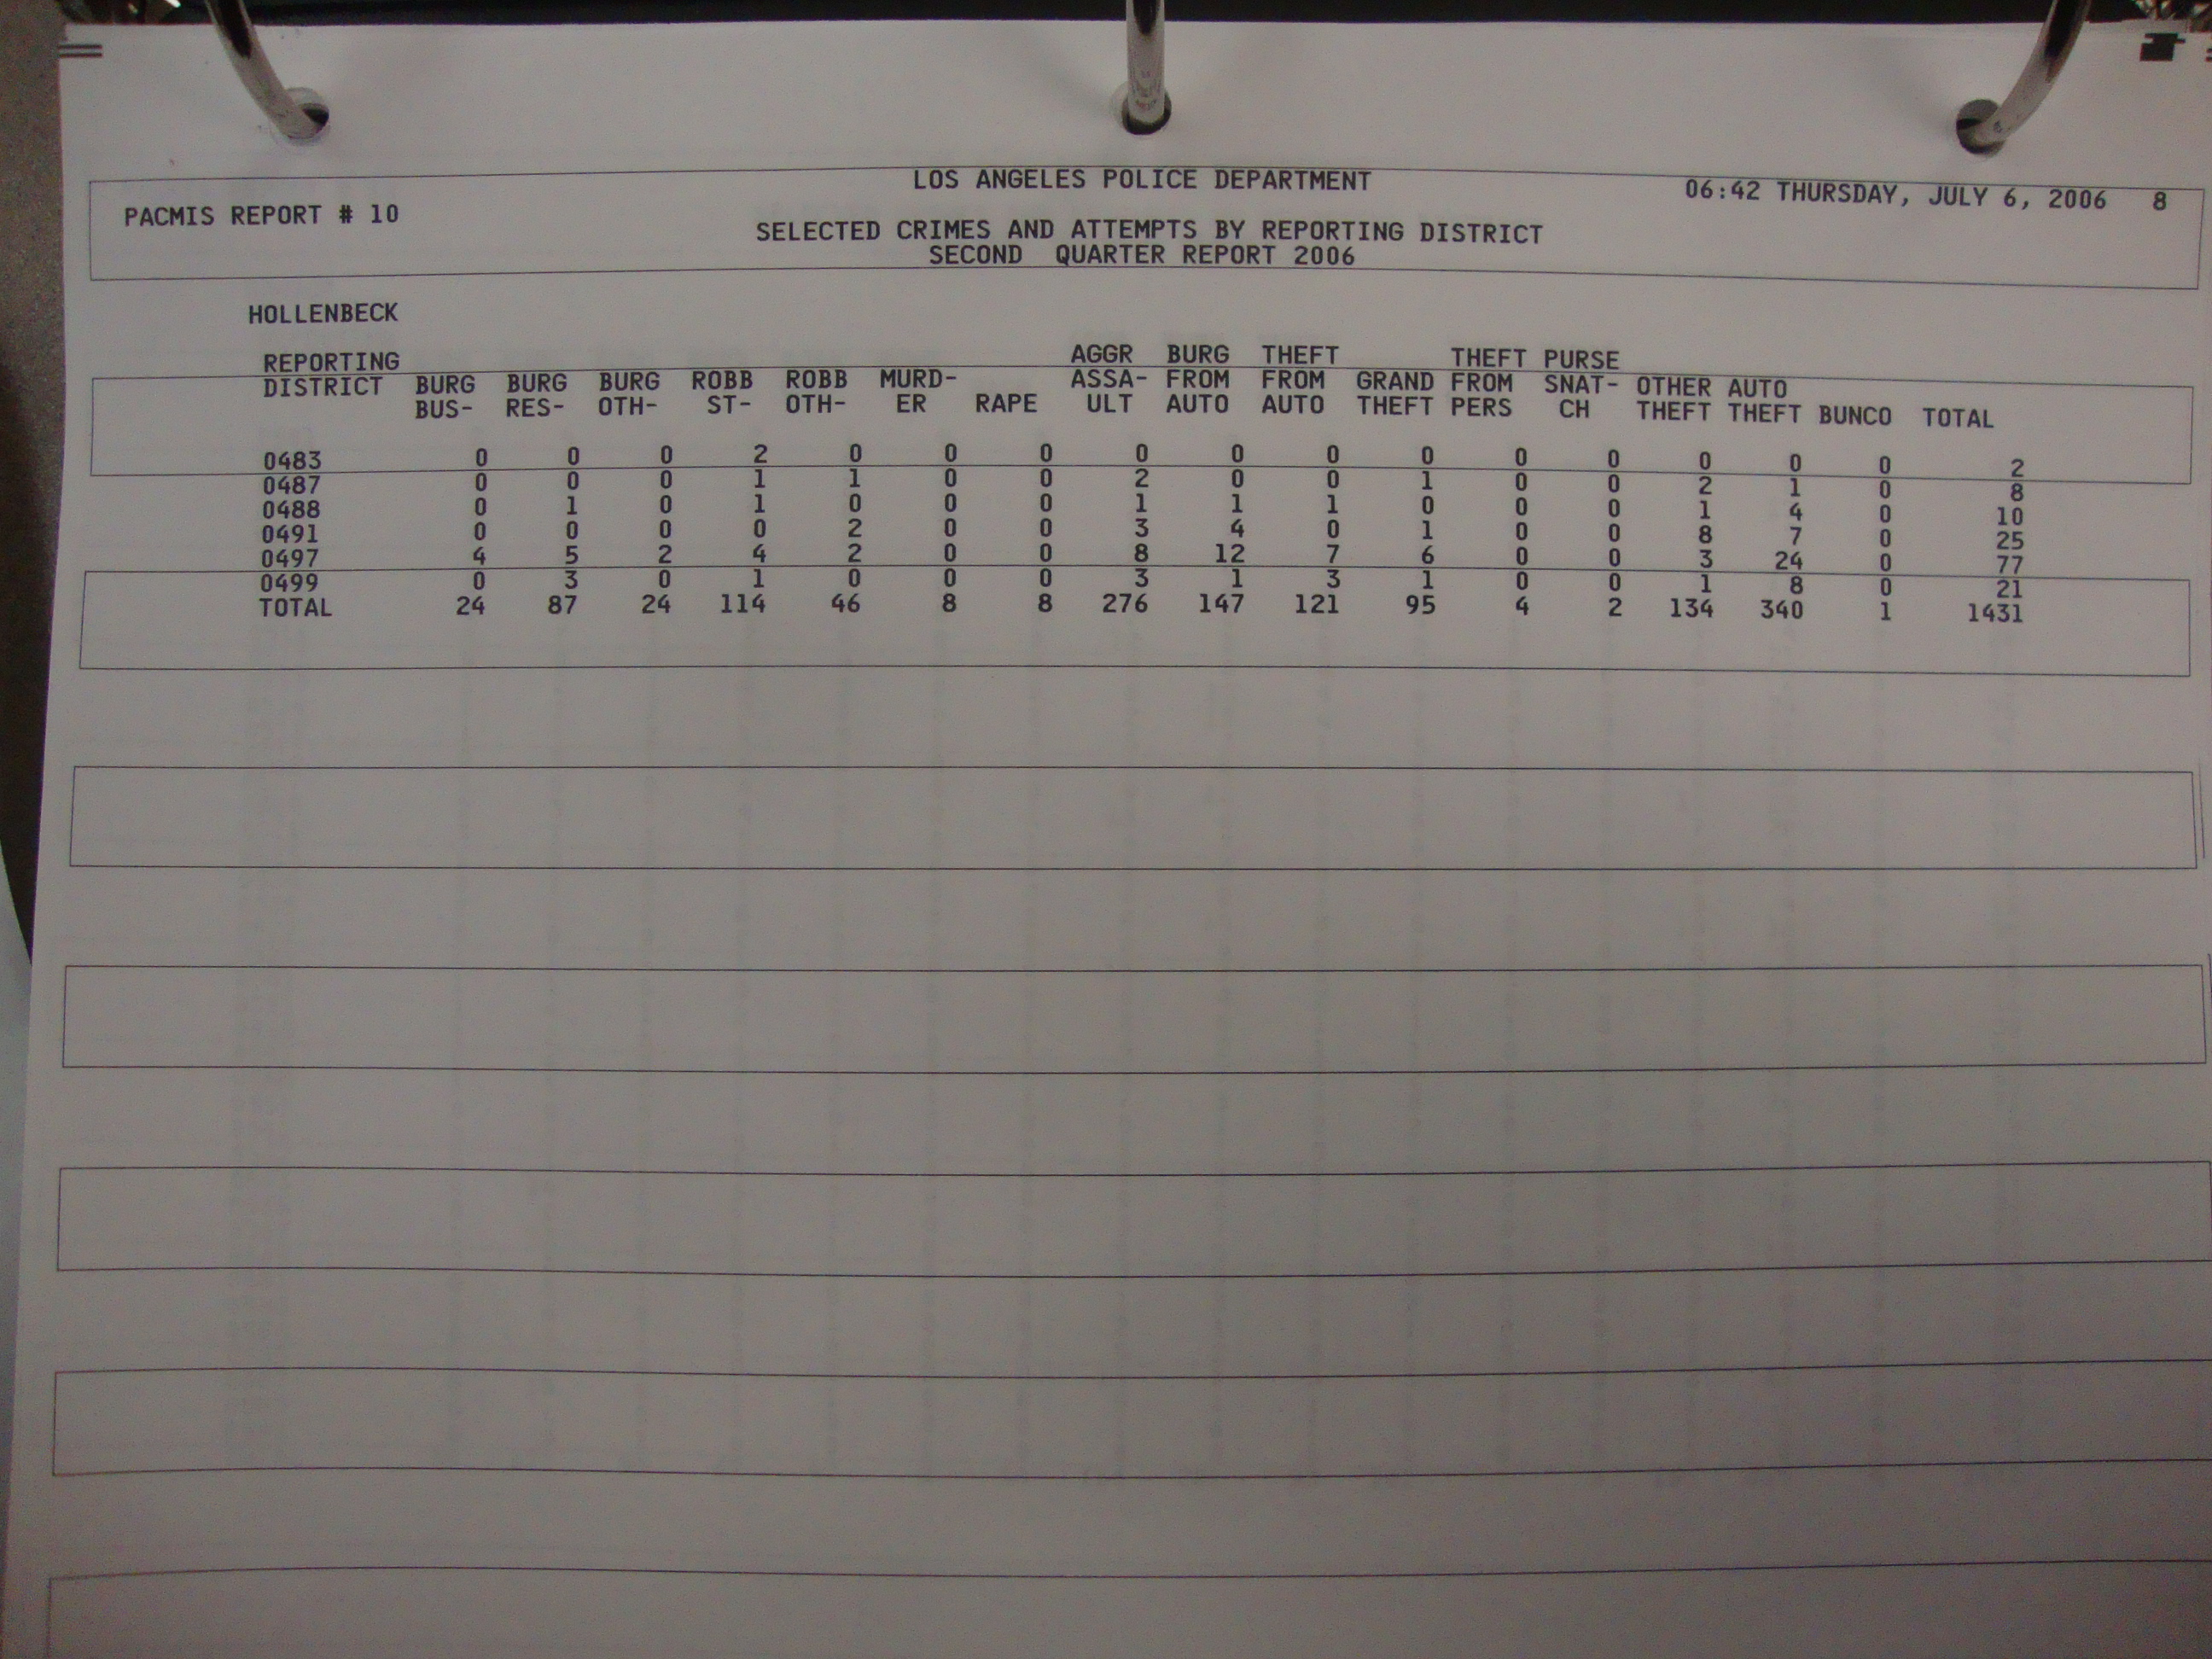 LOS ANGELES POLICE DEPARTMENT 06:42 THURSDAY, JULY 6, 2006 8
PACMIS REPORT # 10
SELECTED CRIMES AND ATTEMPTS BY REPORTING DISTRICT
SECOND QUARTER REPORT 2006
HOLLENBECK
REPORTING AGGR BURG THEFT THEFT PURSE
DISTRICT BURG BURG BURG ROBB ROBB MURD- ASSA- FROM FROM GRAND FROM SNAT- OTHER AUTO
BUS- RES- OTH- ST- OTH- ER RAPE ULT AUTO AUTO THEFT PERS CH THEFT THEFT BUNCO TOTAL
0483 0 0 0 2 0 0 0 0 0 0 0 0 0 0 0 0 2
0487 0 0 0 1 1 0 0 2 0 0 1 0 0 2 1 0 8
0488 0 1 0 1 0 0 0 1 1 1 0 0 0 1 4 0 10
0491 0 0 0 0 2 0 0 3 4 0 1 0 0 8 7 0 25
0497 4 5 2 4 2 0 0 8 12 7 6 0 0 3 24 0 77
0499 0 3 0 1 0 0 0 3 1 3 1 0 0 1 8 0 21
TOTAL 24 87 24 114 46 8 8 276 147 121 95 4 2 134 340 1 1431